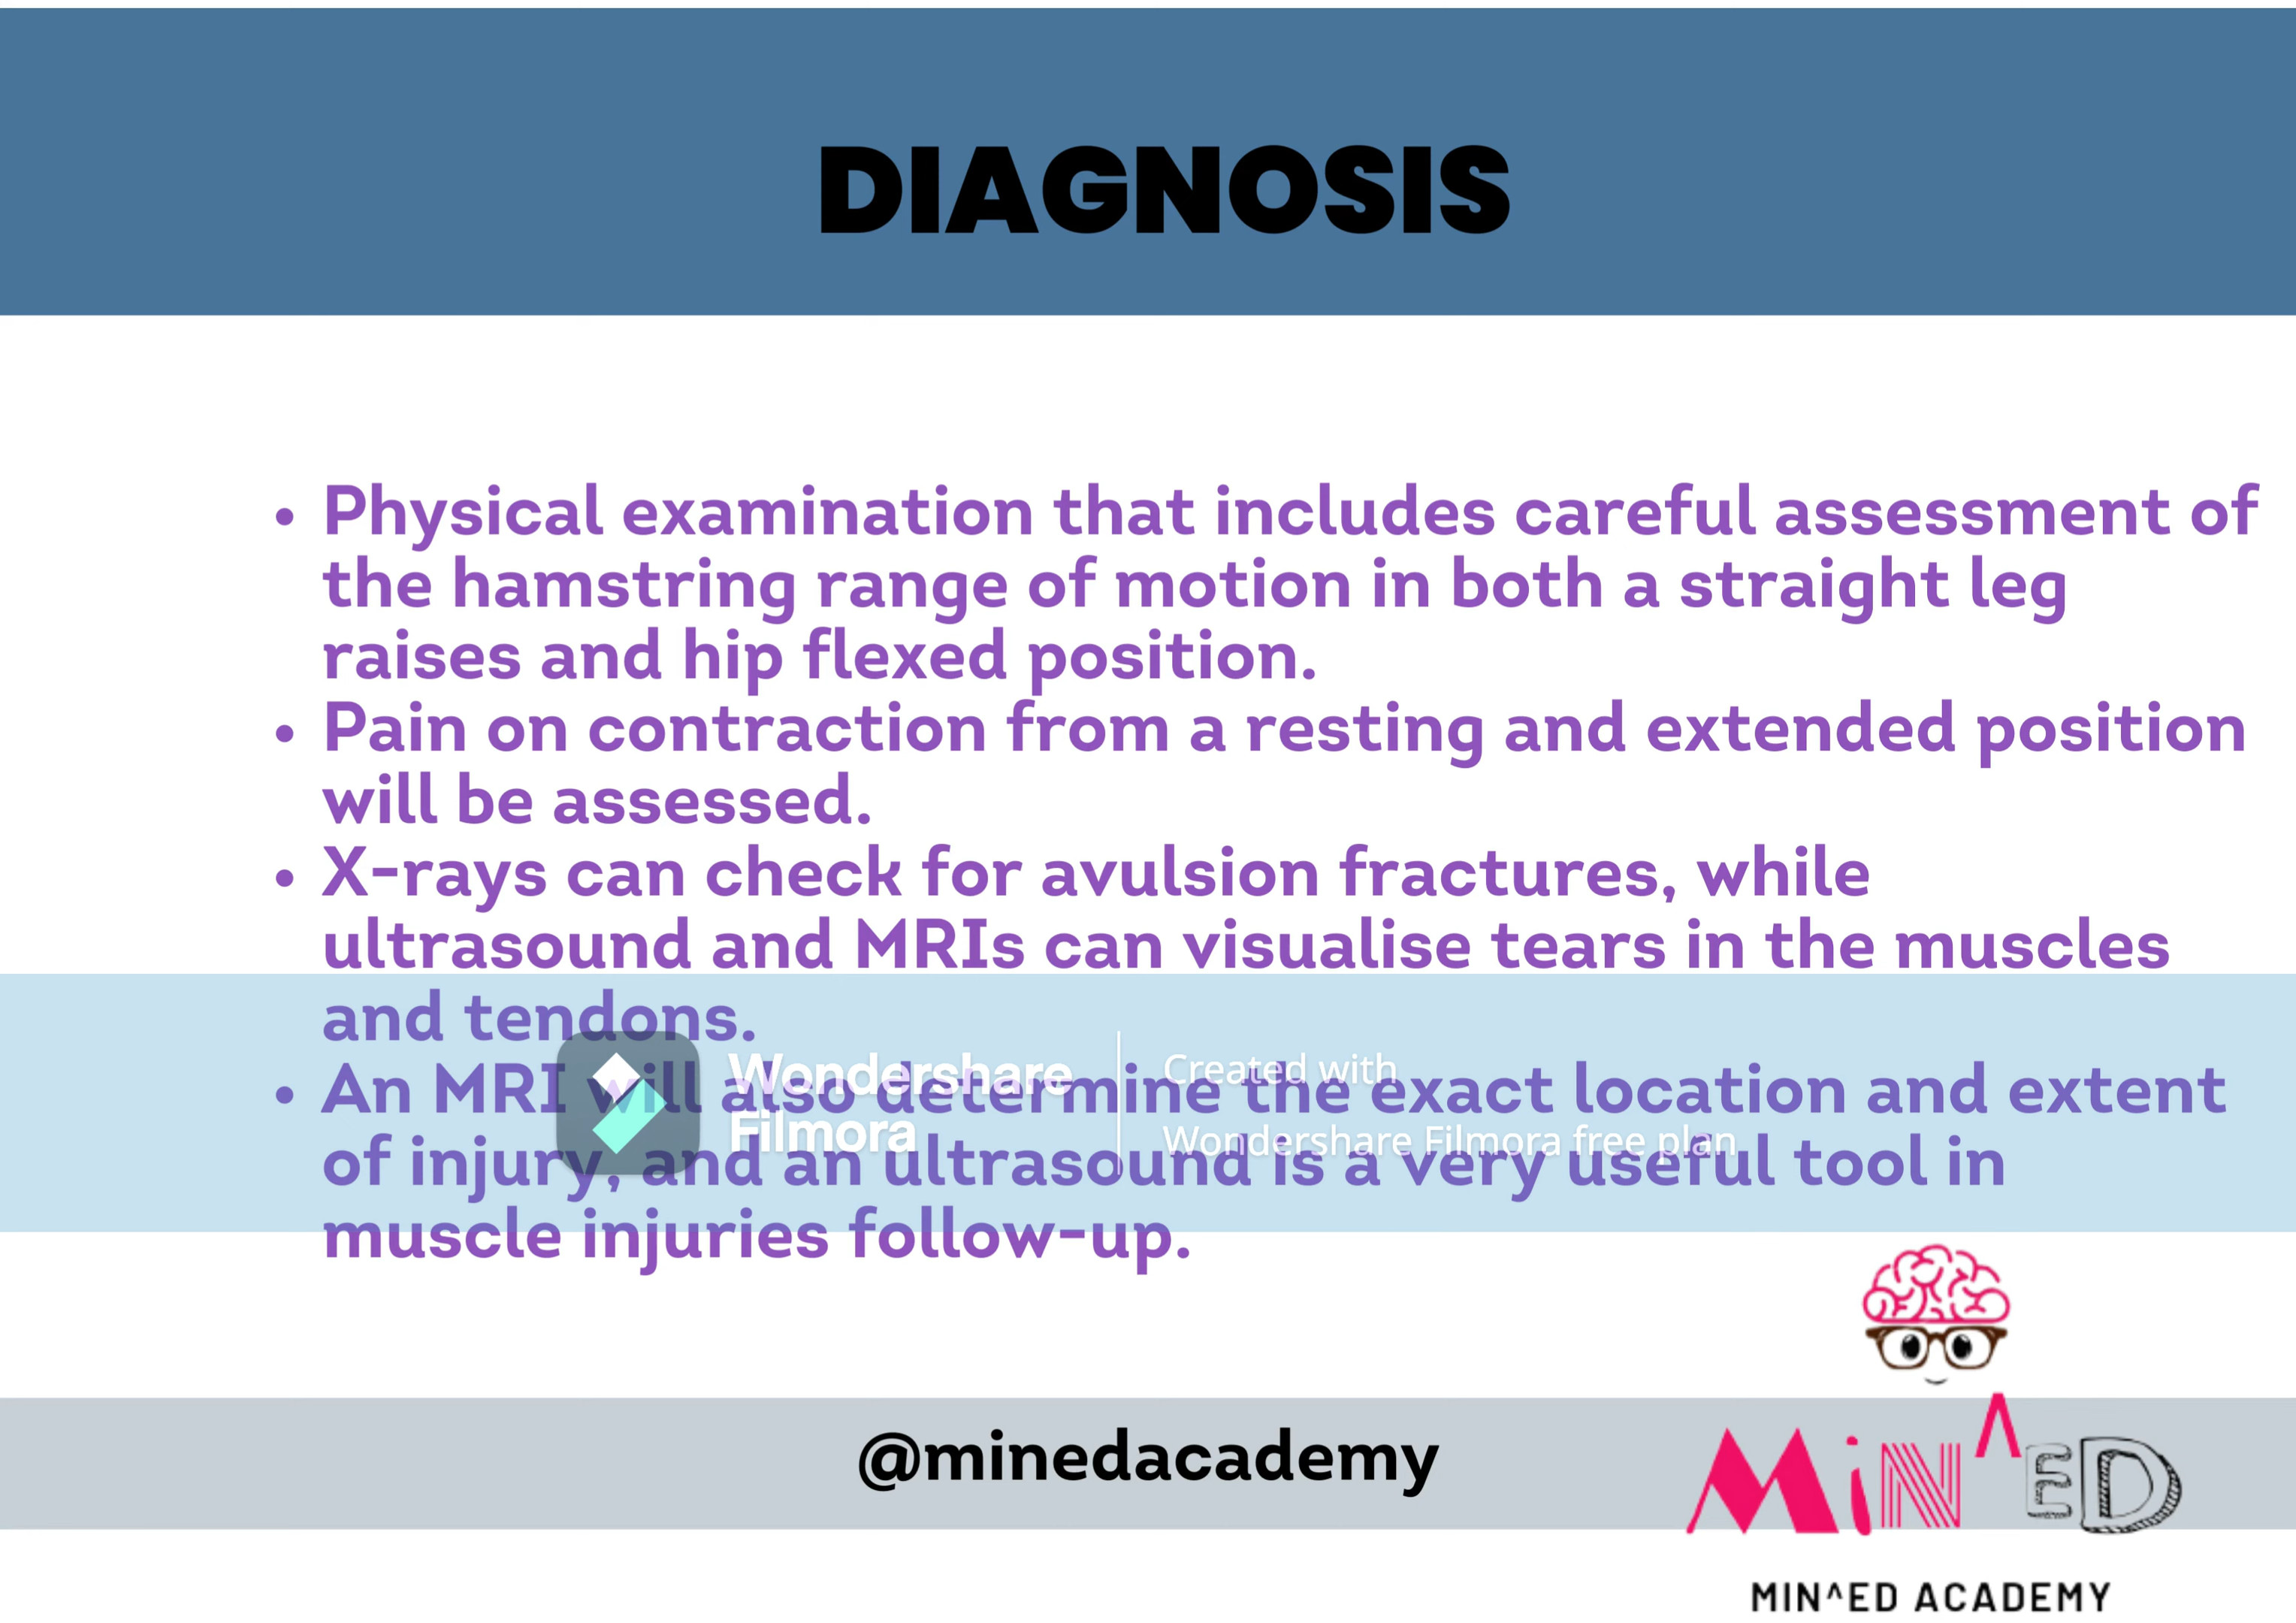 DIAGNOSIS
• Physical examination that includes careful assessment of
the hamstring range of motion in both a straight leg
raises and hip flexed position.
• Pain on contraction from a resting and extended position
will be assessed.
• X-rays can check for avulsion fractures, while
ultrasound and MRIs can visualise tears in the muscles
and tendons.
• An MRI will also determine the exact location and extent
of injury, and an ultrasound is a very useful tool in
muscle injuries follow-up.
Wondershare
Filmora
Created with
Wondershare Filmora free plan
@minedacademy
MiN^ED
MIN^ED ACADEMY